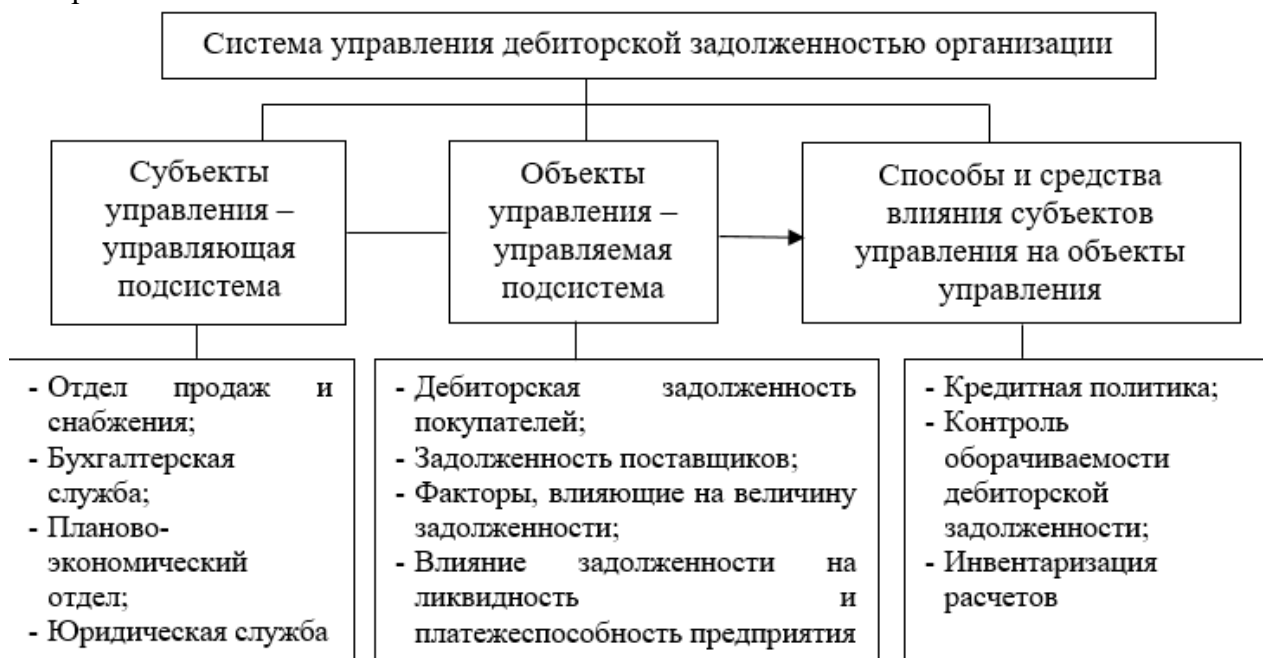 Система управления дебиторской задолженностью организации
Субъекты
управления –
управляющая
подсистема
Объекты
управления –
управляемая
подсистема
Способы и средства
влияния субъектов
управления на объекты
управления
- Отдел продаж и
снабжения;
- Бухгалтерская
служба;
- Планово-
экономический
отдел;
- Юридическая служба
- Дебиторская задолженность
покупателей;
- Задолженность поставщиков;
- Факторы, влияющие на величину
задолженности;
- Влияние задолженности на
ликвидность и
платежеспособность предприятия
- Кредитная политика;
- Контроль
оборачиваемости
дебиторской
задолженности;
- Инвентаризация
расчетов